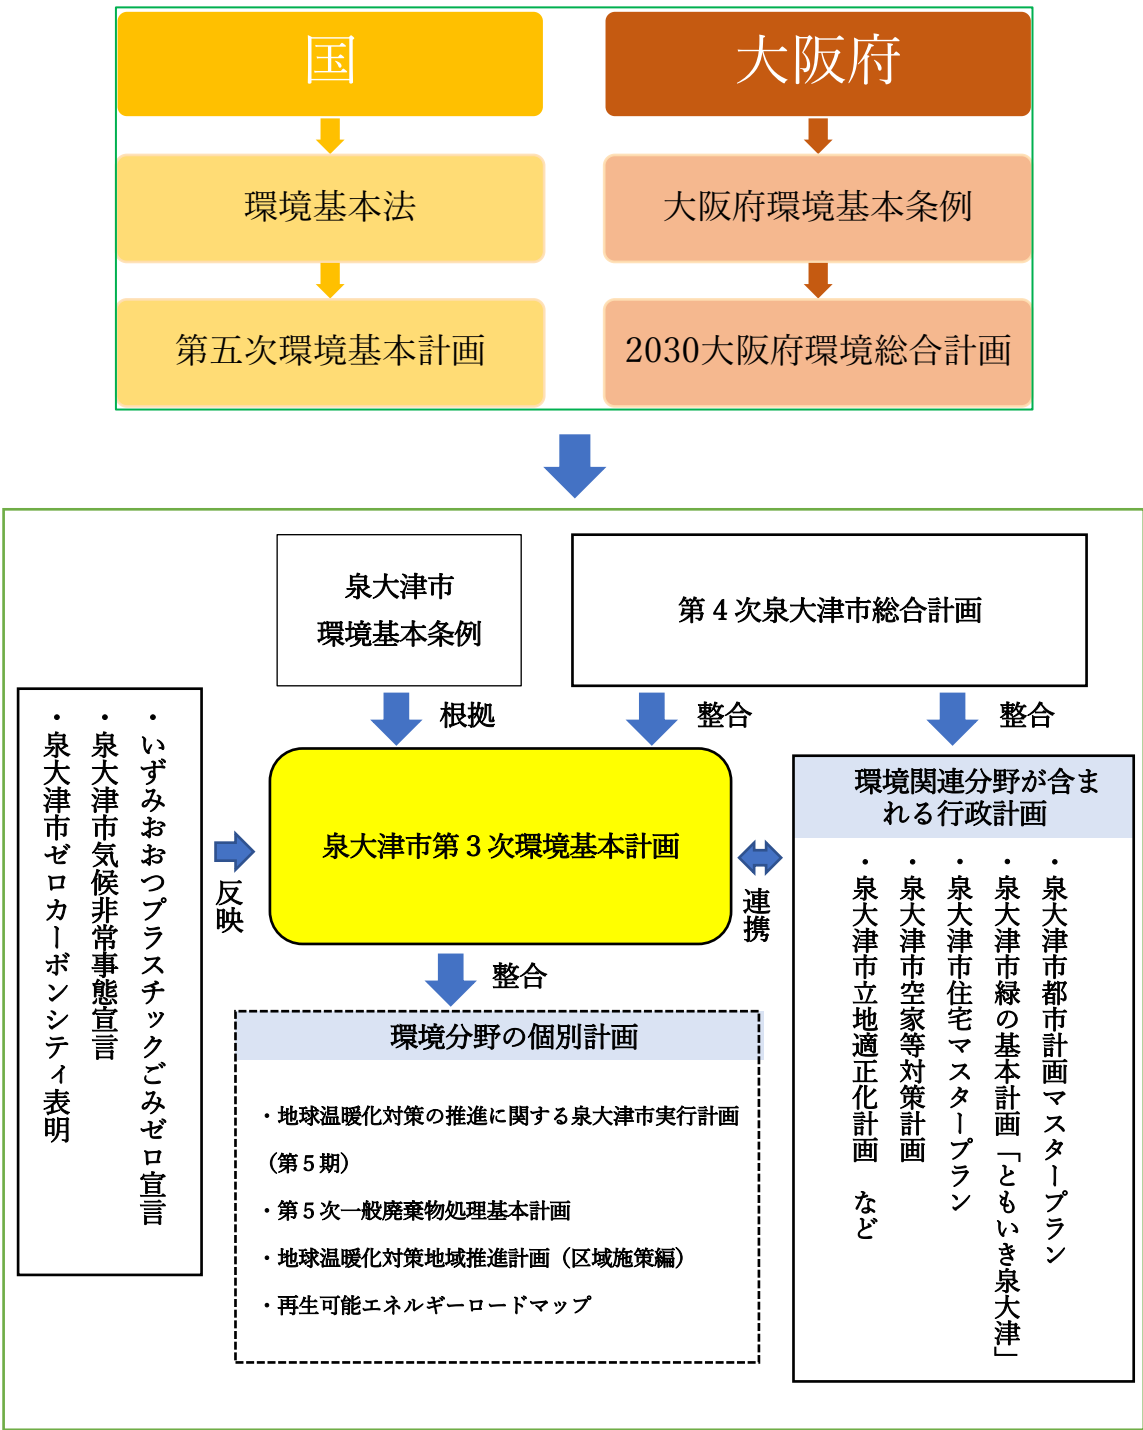 国
環境基本法
第五次環境基本計画
大阪府
大阪府環境基本条例
2030大阪府環境総合計画
泉大津市
環境基本条例
第４次泉大津市総合計画
根拠
整合
整合
・いずみおおつプラスチックごみゼロ宣言
・泉大津市気候非常事態宣言
・泉大津市ゼロカーボンシティ表明
反映
泉大津市第３次環境基本計画
連携
整合
環境分野の個別計画
・地球温暖化対策の推進に関する泉大津市実行計画
（第５期）
・第５次一般廃棄物処理基本計画
・地球温暖化対策地域推進計画（区域施策編）
・再生可能エネルギーロードマップ
環境関連分野が含ま
れる行政計画
・泉大津市都市計画マスタープラン
・泉大津市緑の基本計画「ともいき泉大津」
・泉大津市住宅マスタープラン
・泉大津市空家等対策計画
・泉大津市立地適正化計画　など